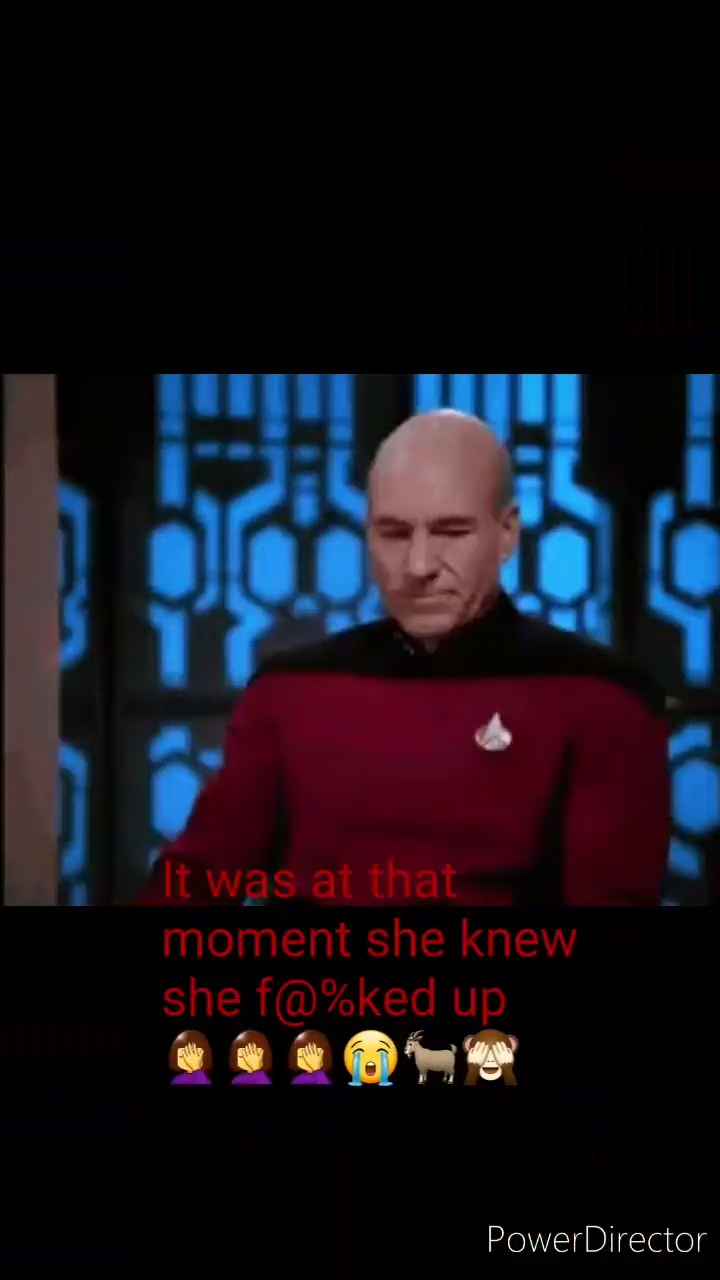 It was at that
moment she knew
she f@%ked up
🤦‍♀️🤦‍♀️🤦‍♀️😭🐐🙈
PowerDirector